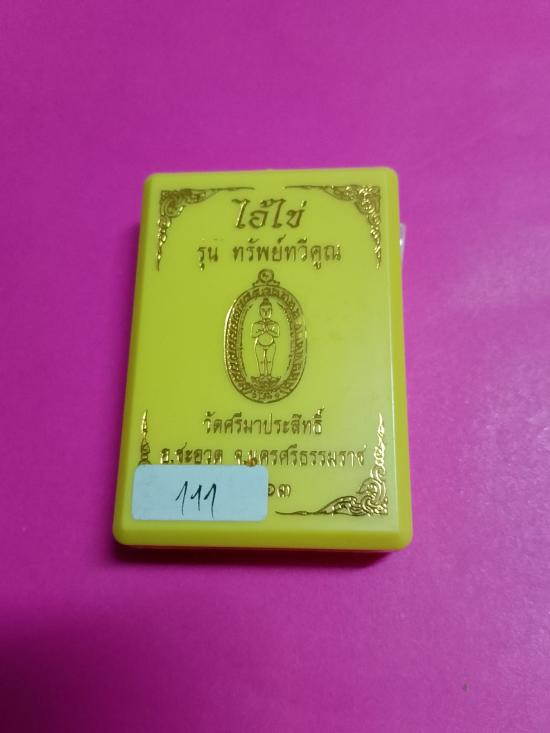 ไอ้ไข่
รุ่น ทรัพย์ทวีคูณ
วัดศรีมาประสิทธิ์
อ.ชะอวด จ.นครศรีธรรมราช
๖๓
111